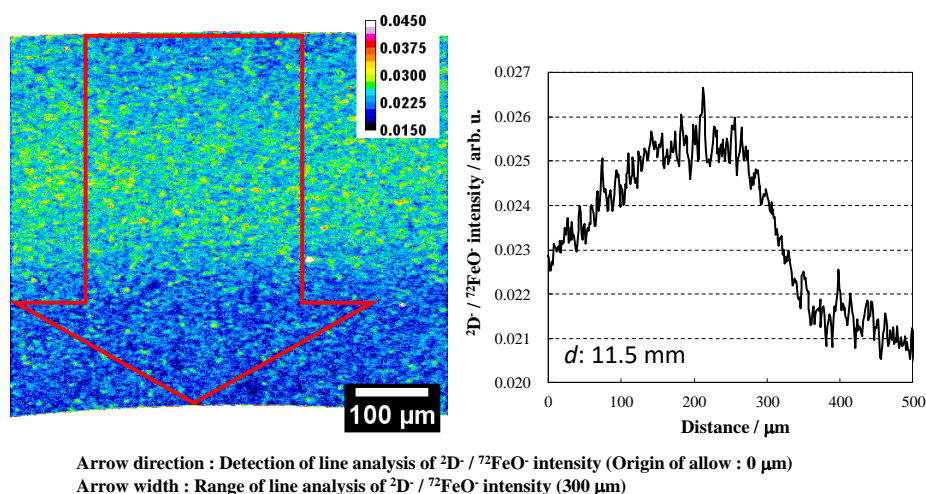 0.0450
0.0375
0.0300
0.0225
0.0150
100 μm
0.027
0.026
0.025
0.024
0.023
0.022
0.021
0.020
²D⁻ / ⁷²FeO⁻ intensity / arb. u.
d: 11.5 mm
0 100 200 300 400 500
Distance / μm
Arrow direction : Detection of line analysis of ²D⁻ / ⁷²FeO⁻ intensity (Origin of allow : 0 μm)
Arrow width : Range of line analysis of ²D⁻ / ⁷²FeO⁻ intensity (300 μm)